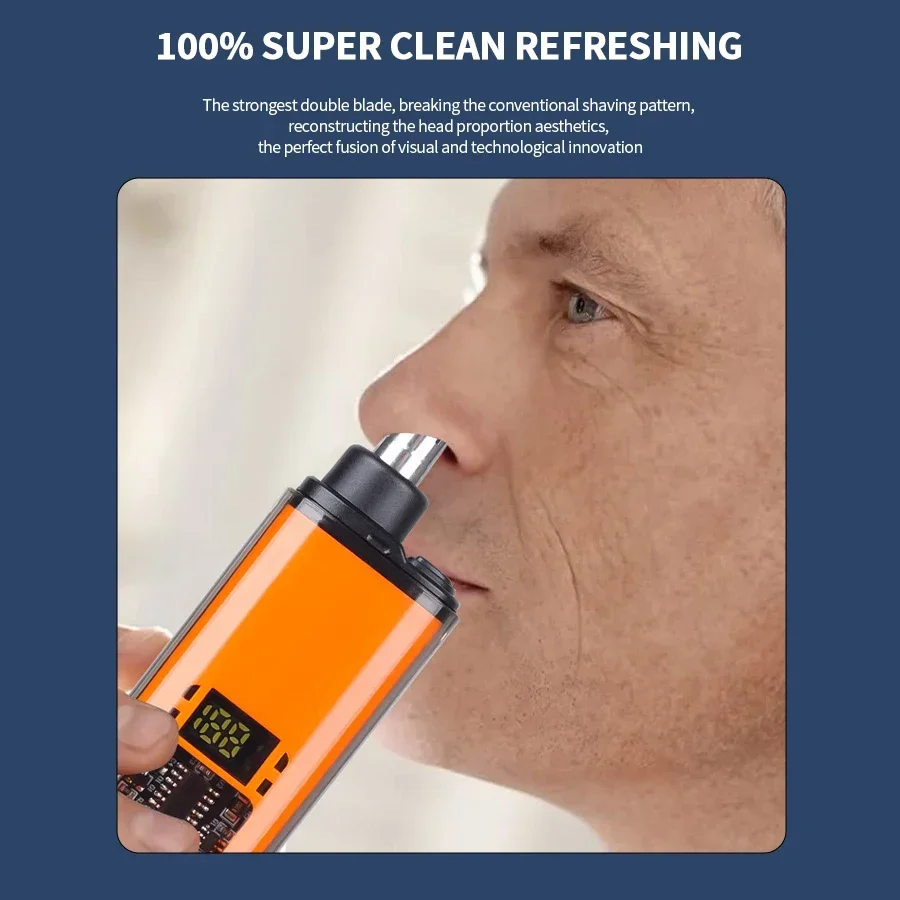 100% SUPER CLEAN REFRESHING
The strongest double blade, breaking the conventional shaving pattern,
reconstructing the head proportion aesthetics,
the perfect fusion of visual and technological innovation
188